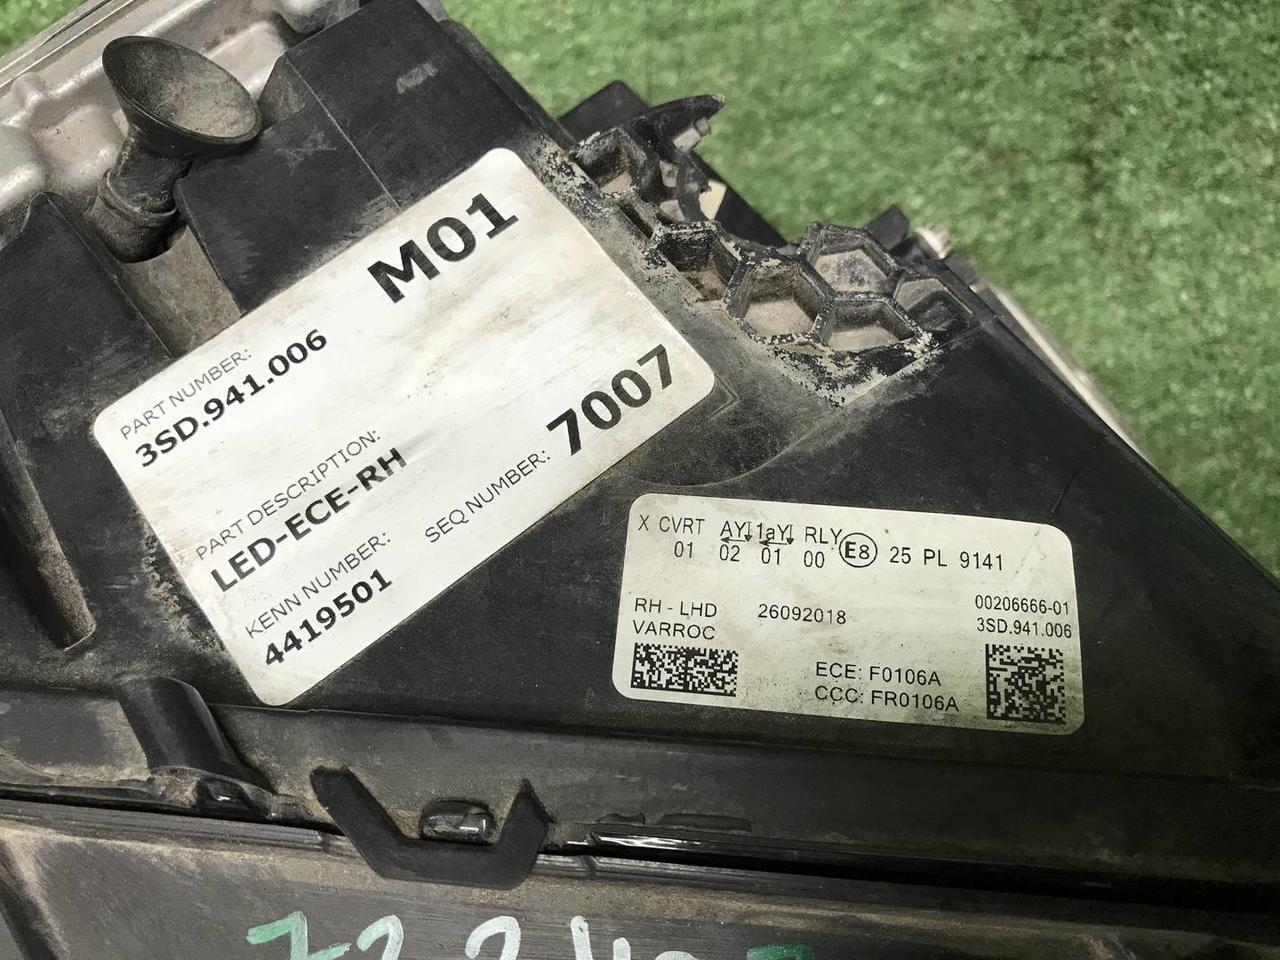 M01
PART NUMBER:
3SD.941.006
PART DESCRIPTION:
LED-ECE-RH
KENN NUMBER:
4419501
SEQ NUMBER: 7007
X CVRT AY 1aY RLY E8 25 PL 9141
01 02 01 00
RH - LHD 26092018 00206666-01
VARROC 3SD.941.006
ECE: F0106A
CCC: FR0106A